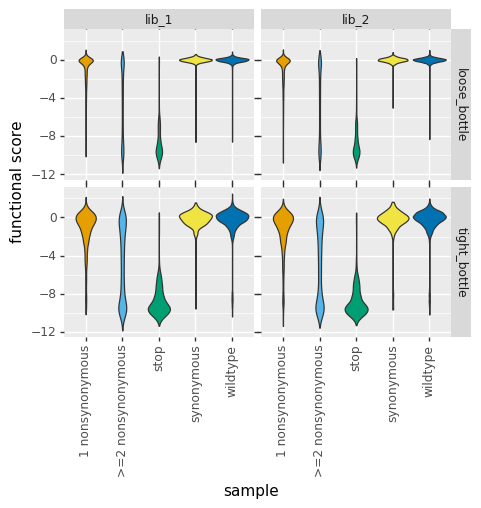 lib_1
lib_2
functional score
0
−4
−8
−12
loose_bottle
0
−4
−8
−12
tight_bottle
1 nonsynonymous
>=2 nonsynonymous
stop
synonymous
wildtype
1 nonsynonymous
>=2 nonsynonymous
stop
synonymous
wildtype
sample